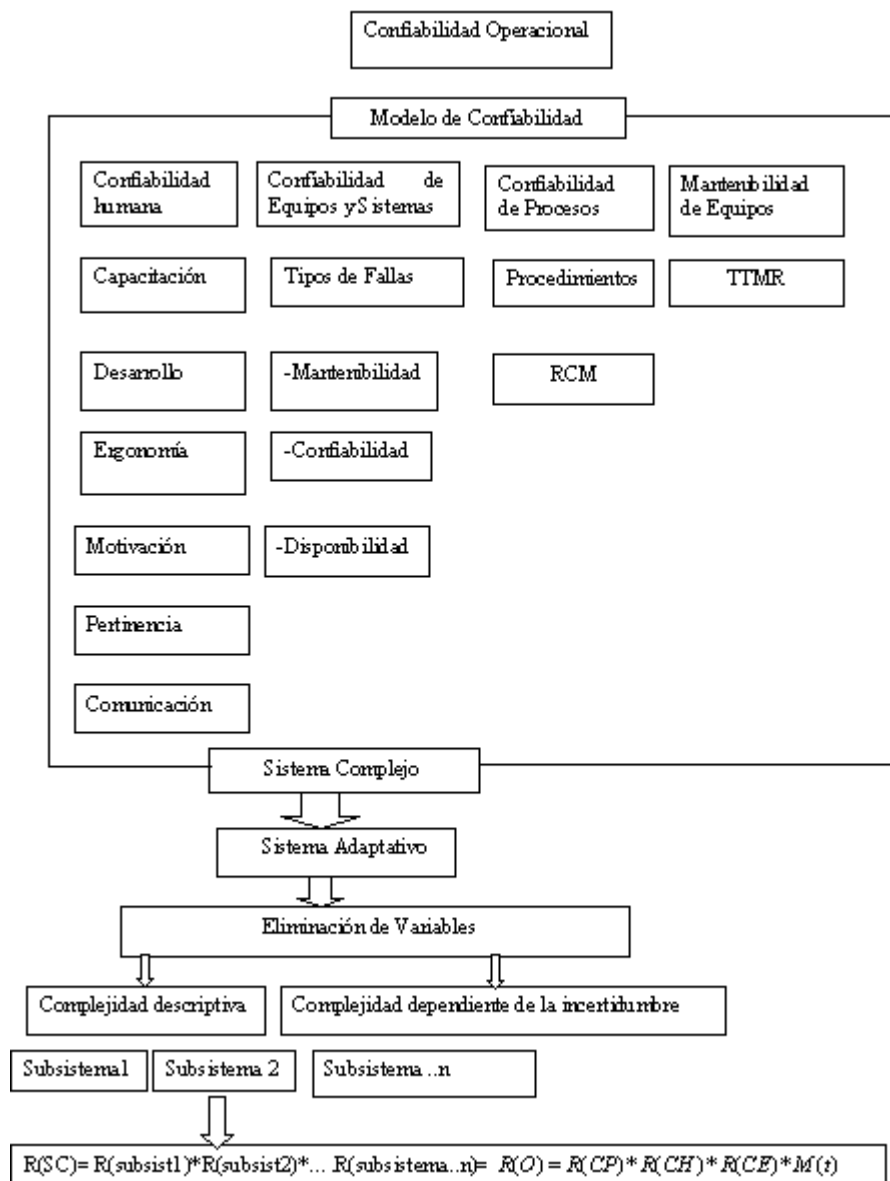 Confiabilidad Operacional
Modelo de Confiabilidad
Confiabilidad humana
Confiabilidad de Equipos y Sistemas
Confiabilidad de Procesos
Mantenibilidad de Equipos
Capacitación
Tipos de Fallas
Procedimientos
TTMR
Desarrollo
-Mantenibilidad
RCM
Ergonomía
-Confiabilidad
Motivación
-Disponibilidad
Pertinencia
Comunicación
Sistema Complejo
Sistema Adaptativo
Eliminación de Variables
Complejidad descriptiva
Complejidad dependiente de la incertidumbre
Subsistema1
Subsistema 2
Subsistema ..n
R(SC)= R(subsist1)*R(subsist2)*... R(subsistema..n)= R(O) = R(CP)* R(CH)* R(CE)* M(t)